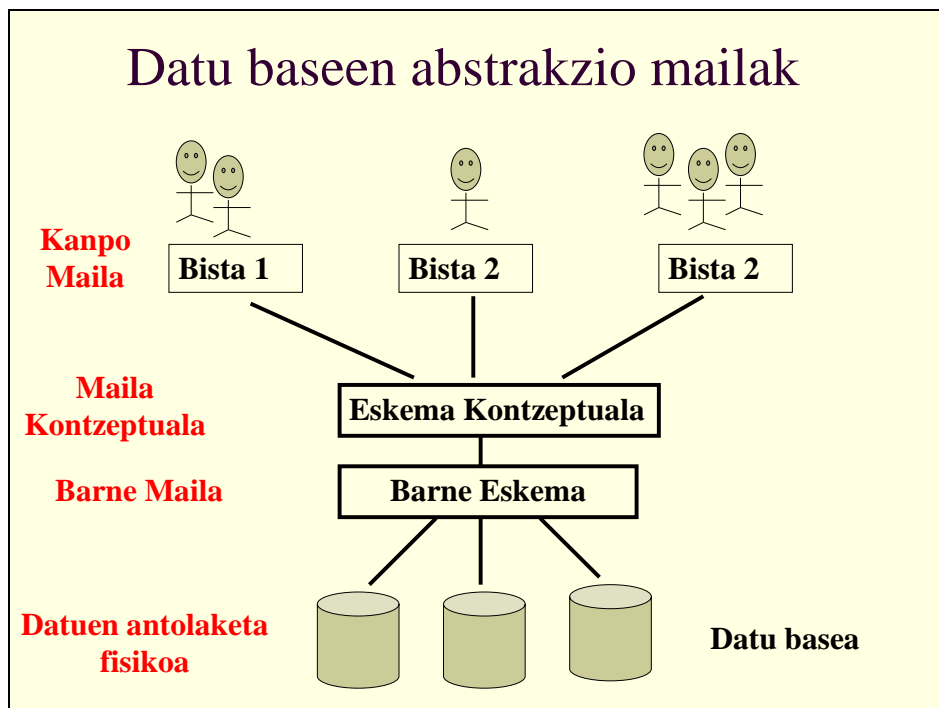 Datu baseen abstrakzio mailak
Kanpo
Maila
Bista 1
Bista 2
Bista 2
Maila
Kontzeptuala
Eskema Kontzeptuala
Barne Maila
Barne Eskema
Datuen antolaketa
fisikoa
Datu basea